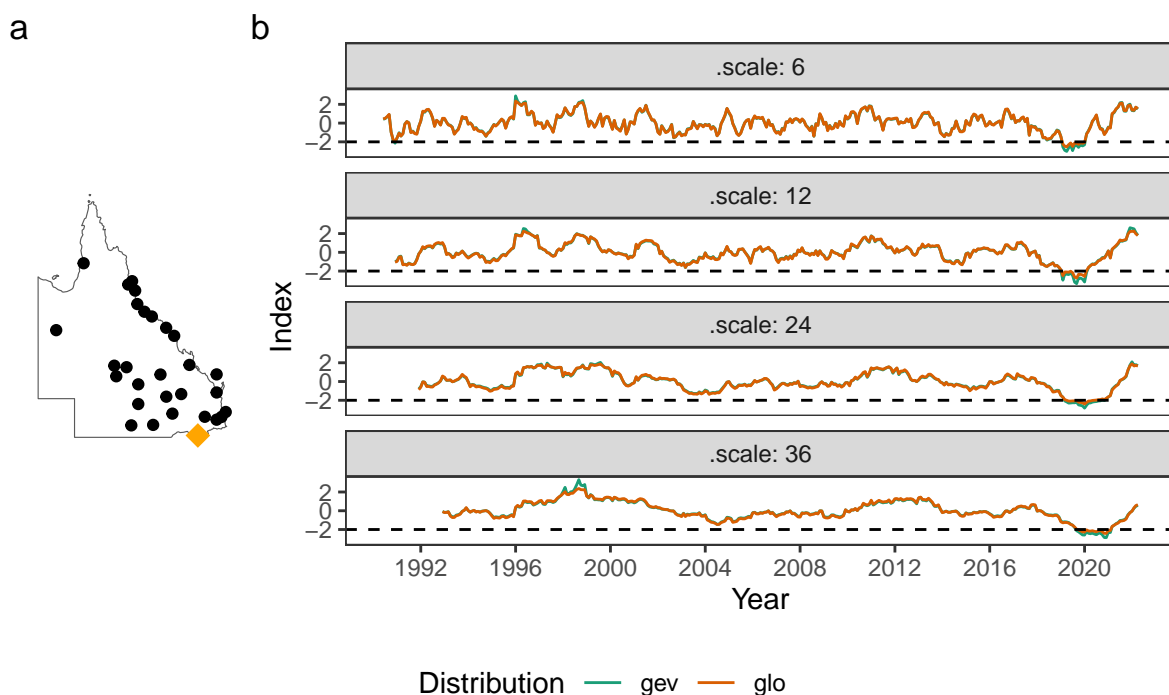 a
b
.scale: 6
2
0
−2
.scale: 12
2
0
−2
.scale: 24
2
0
−2
.scale: 36
2
0
−2
Index
1992 1996 2000 2004 2008 2012 2016 2020
Year
Distribution gev glo